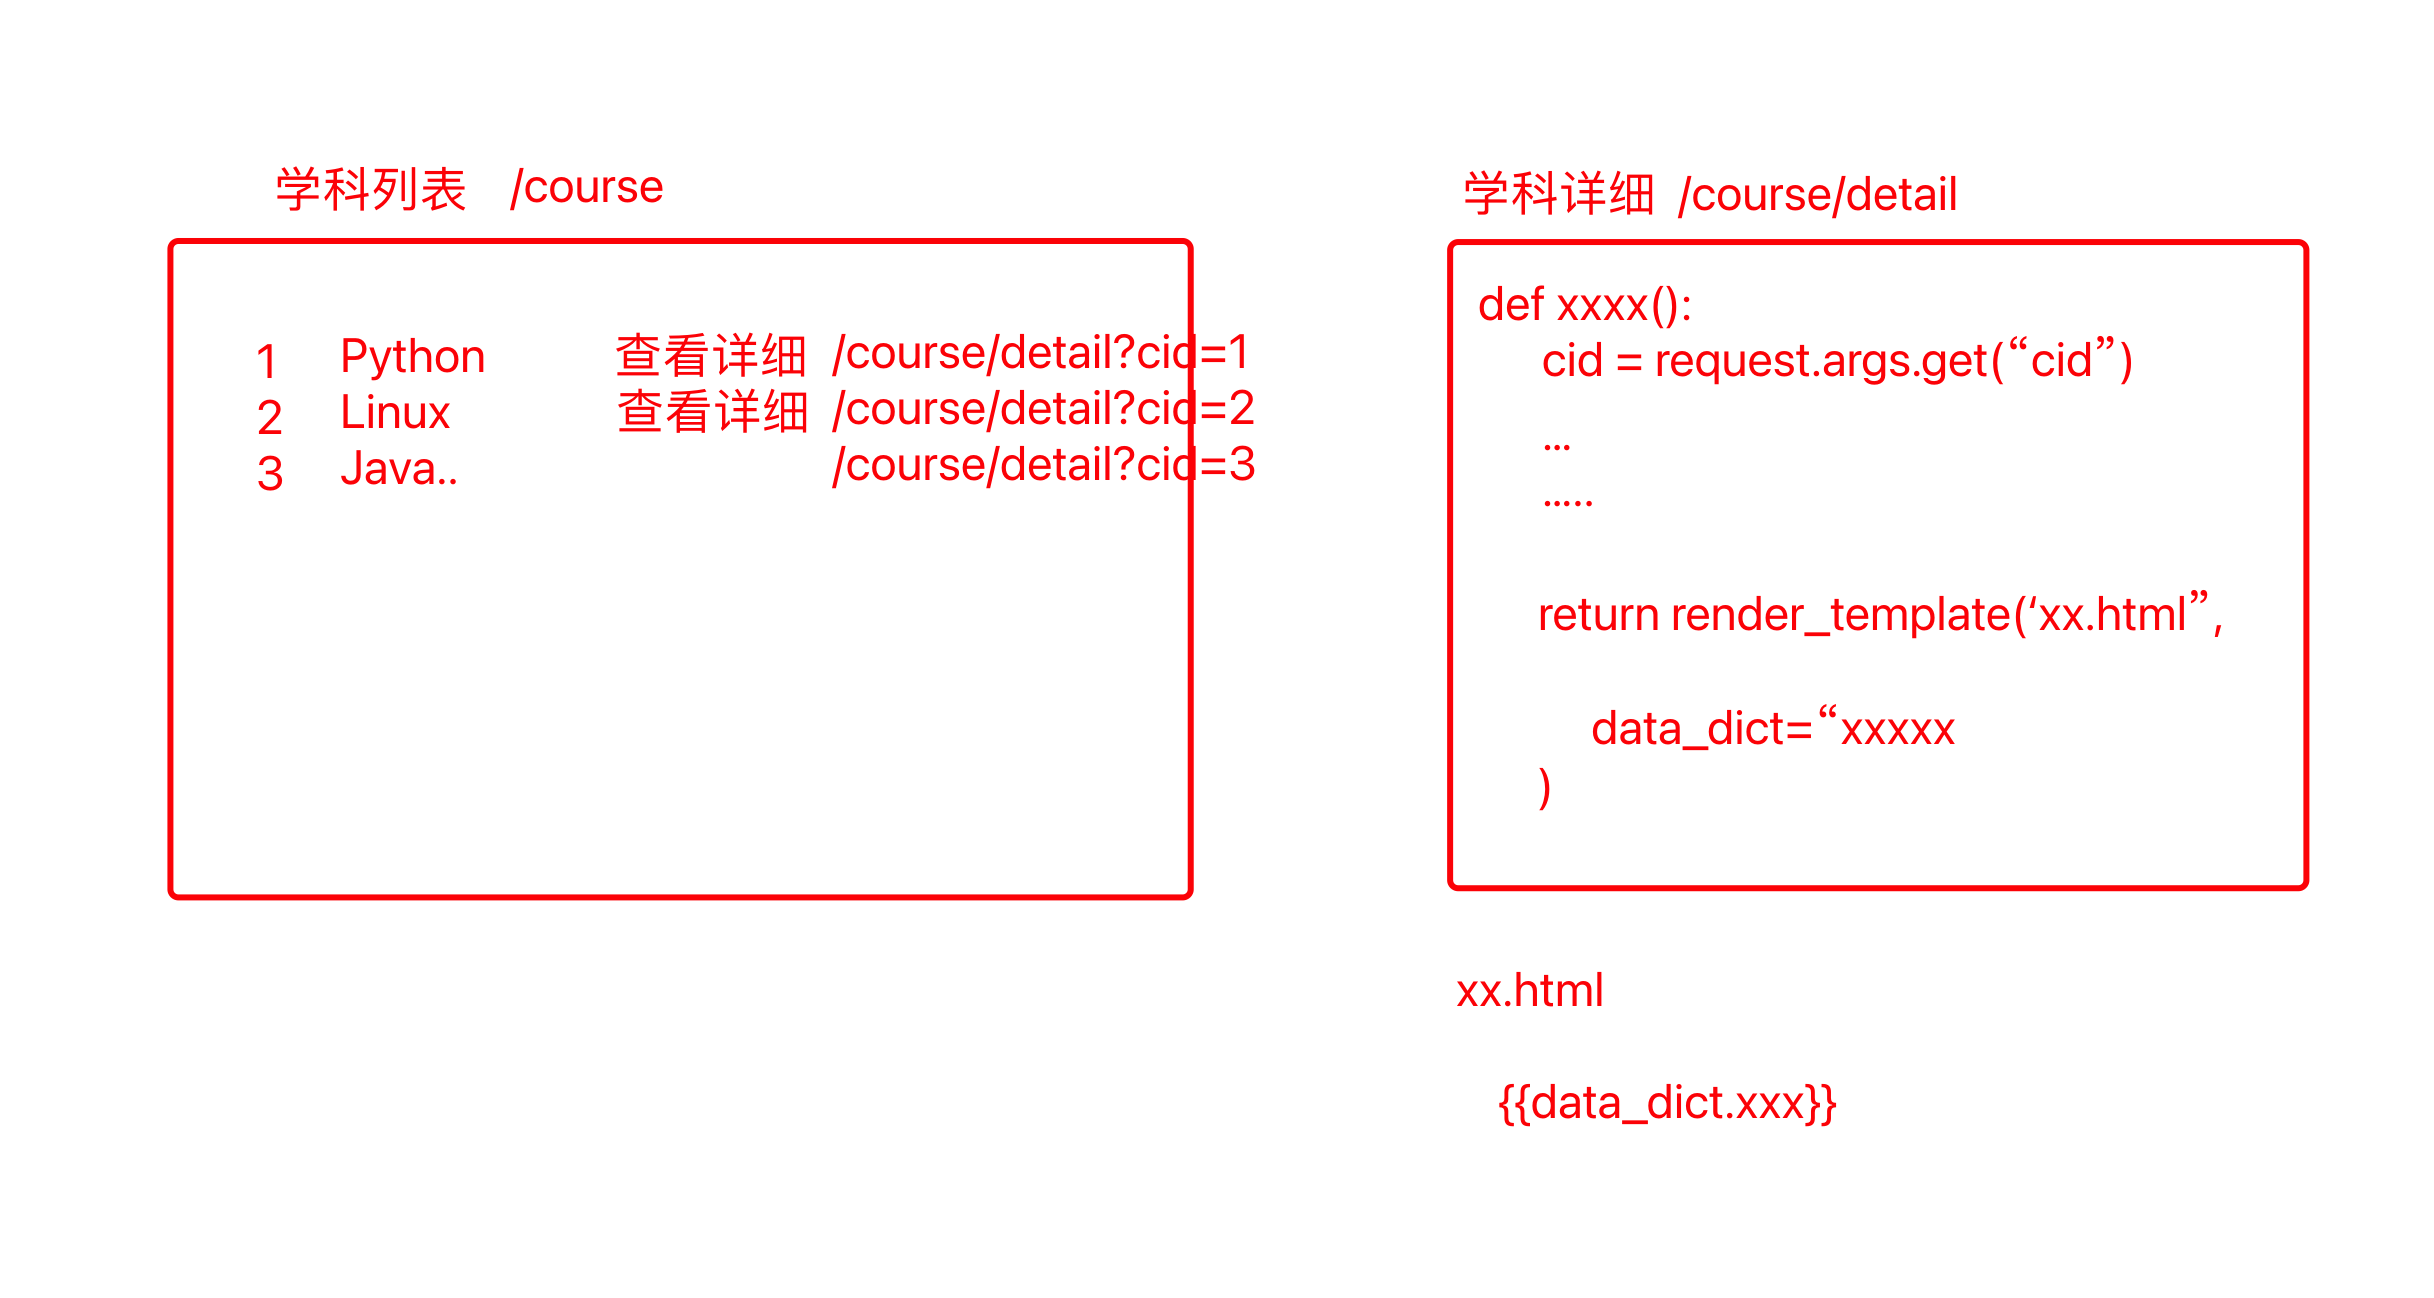 学科列表 /course
1 Python 查看详细 /course/detail?cid=1
2 Linux 查看详细 /course/detail?cid=2
3 Java.. /course/detail?cid=3
学科详细 /course/detail
def xxxx():
cid = request.args.get(“cid”)
...
.....
return render_template(‘xx.html”,
data_dict=“xxxxx
)
xx.html
{{data_dict.xxx}}